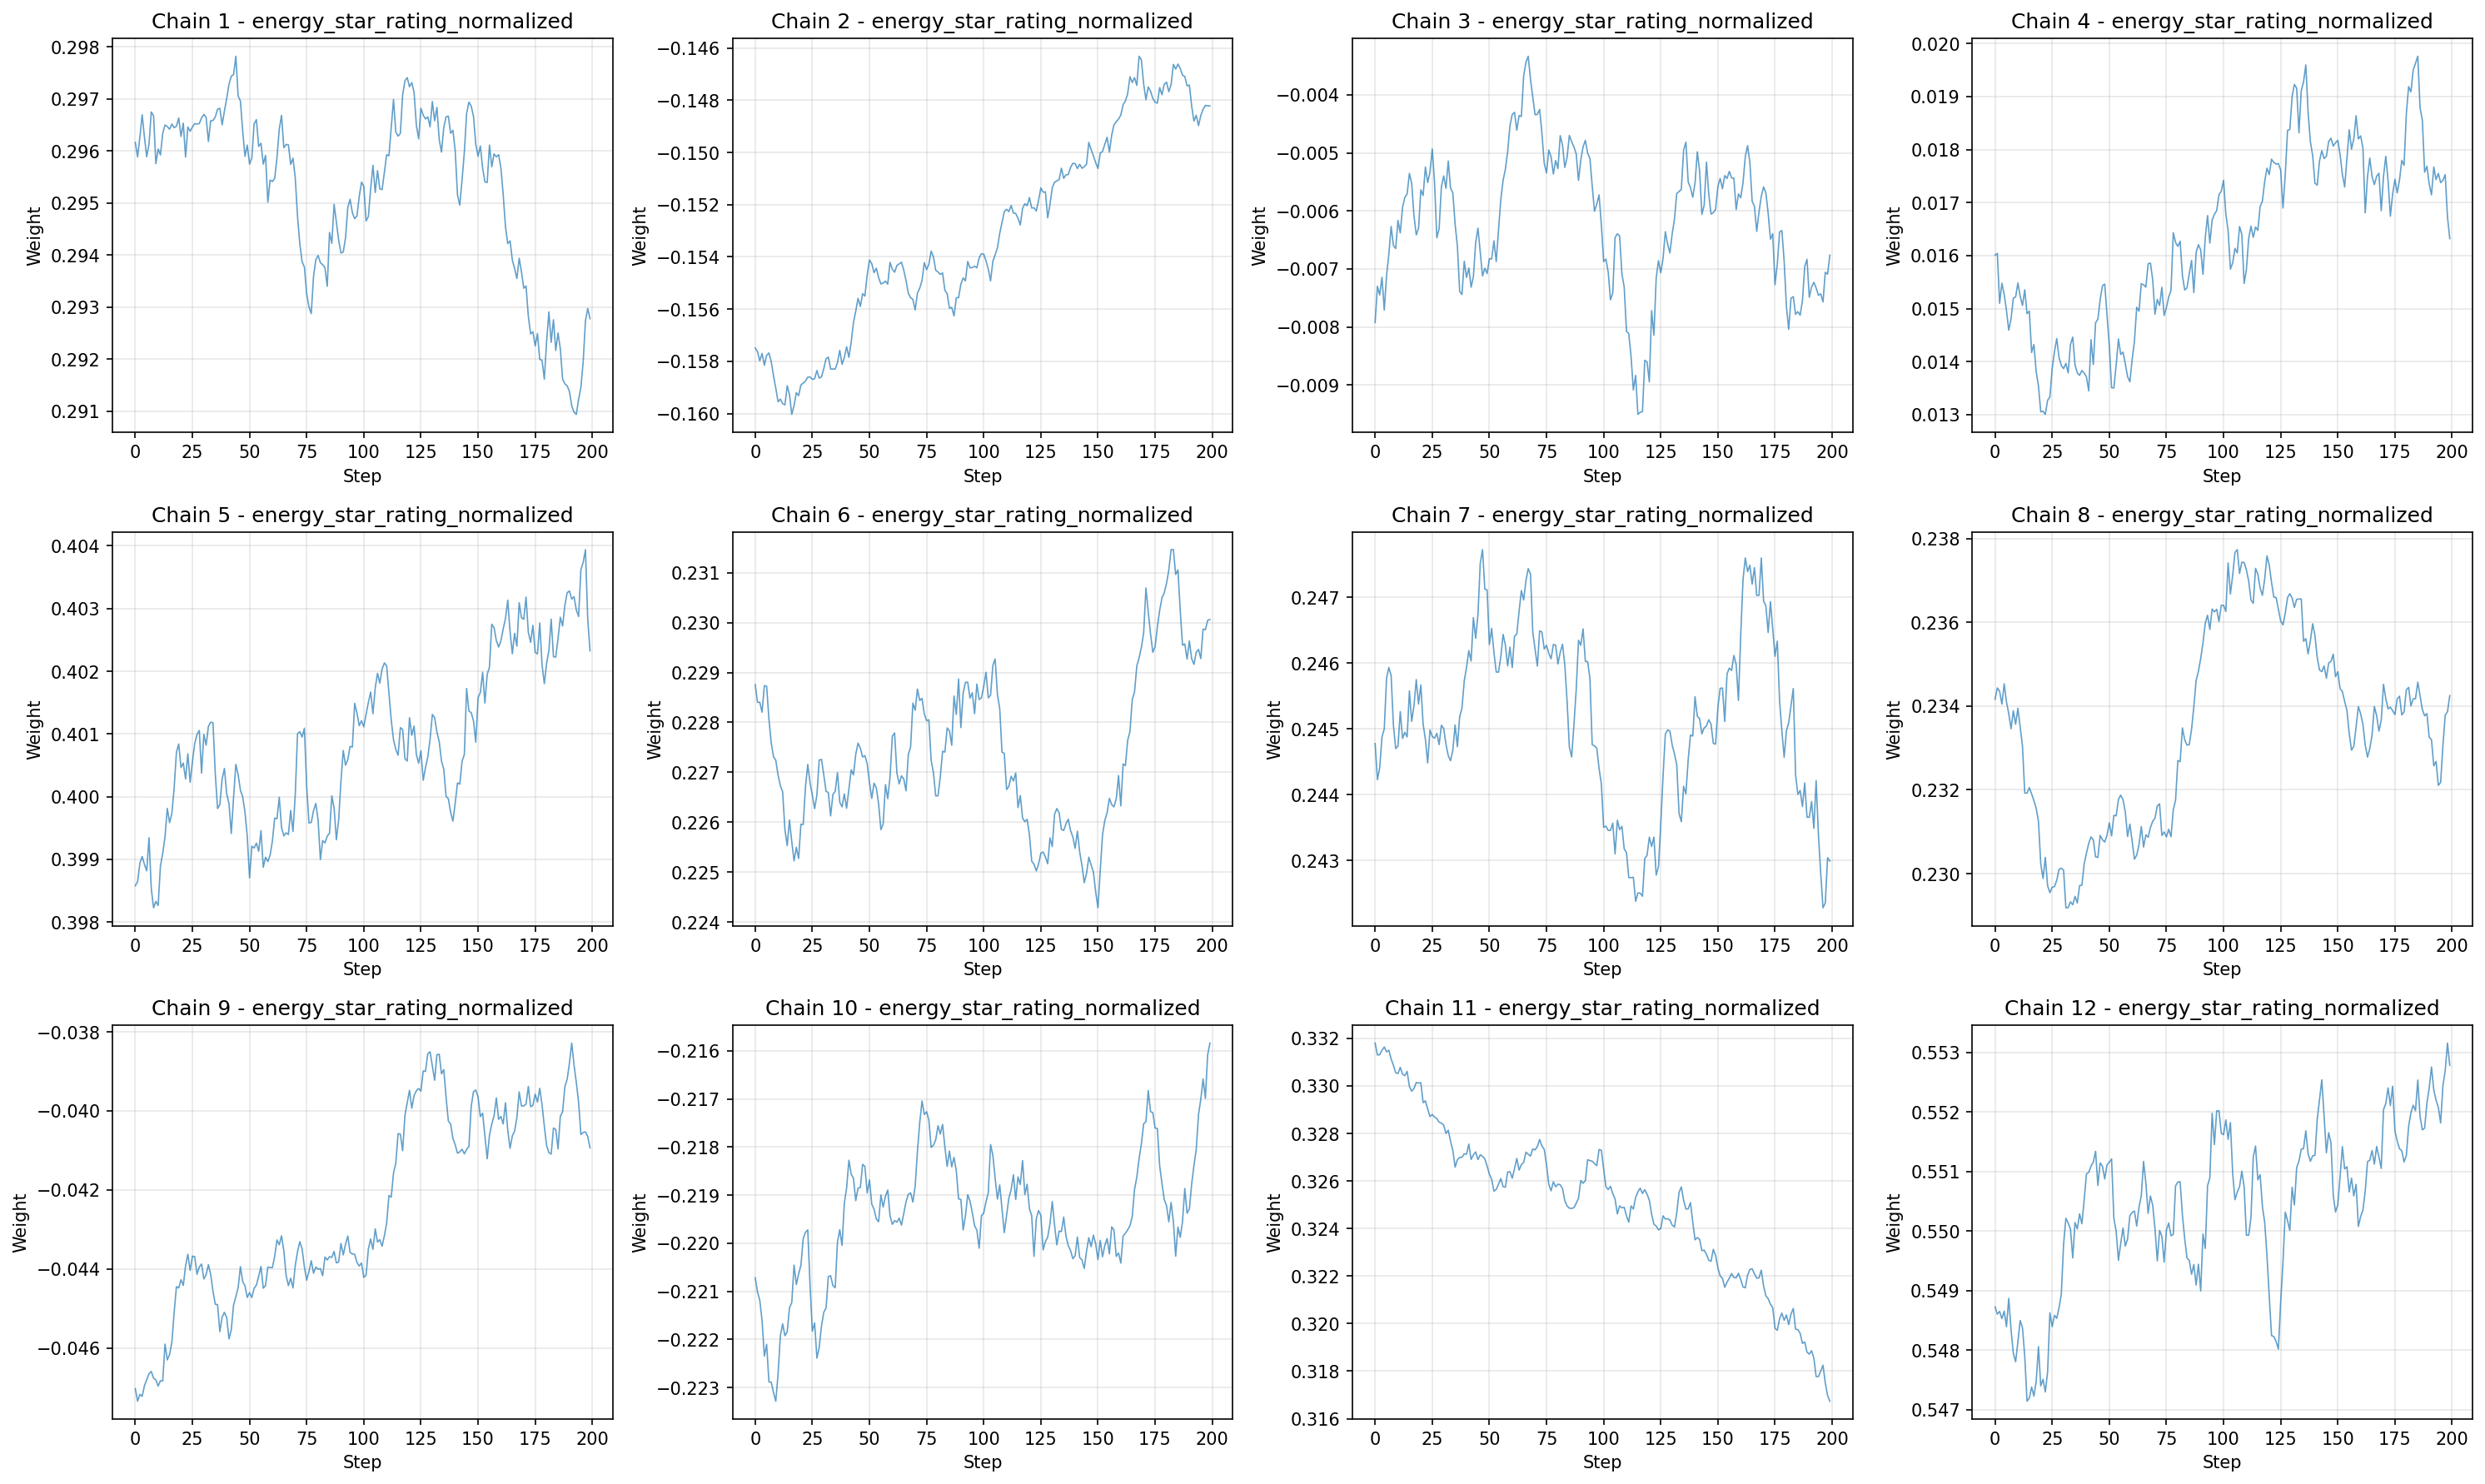 Chain 1 - energy_star_rating_normalized
Weight
0.298
0.297
0.296
0.295
0.294
0.293
0.292
0.291
0 25 50 75 100 125 150 175 200
Step
Chain 2 - energy_star_rating_normalized
Weight
−0.146
−0.148
−0.150
−0.152
−0.154
−0.156
−0.158
−0.160
0 25 50 75 100 125 150 175 200
Step
Chain 3 - energy_star_rating_normalized
Weight
−0.004
−0.005
−0.006
−0.007
−0.008
−0.009
0 25 50 75 100 125 150 175 200
Step
Chain 4 - energy_star_rating_normalized
Weight
0.020
0.019
0.018
0.017
0.016
0.015
0.014
0.013
0 25 50 75 100 125 150 175 200
Step
Chain 5 - energy_star_rating_normalized
Weight
0.404
0.403
0.402
0.401
0.400
0.399
0.398
0 25 50 75 100 125 150 175 200
Step
Chain 6 - energy_star_rating_normalized
Weight
0.231
0.230
0.229
0.228
0.227
0.226
0.225
0.224
0 25 50 75 100 125 150 175 200
Step
Chain 7 - energy_star_rating_normalized
Weight
0.247
0.246
0.245
0.244
0.243
0 25 50 75 100 125 150 175 200
Step
Chain 8 - energy_star_rating_normalized
Weight
0.238
0.236
0.234
0.232
0.230
0 25 50 75 100 125 150 175 200
Step
Chain 9 - energy_star_rating_normalized
Weight
−0.038
−0.040
−0.042
−0.044
−0.046
0 25 50 75 100 125 150 175 200
Step
Chain 10 - energy_star_rating_normalized
Weight
−0.216
−0.217
−0.218
−0.219
−0.220
−0.221
−0.222
−0.223
0 25 50 75 100 125 150 175 200
Step
Chain 11 - energy_star_rating_normalized
Weight
0.332
0.330
0.328
0.326
0.324
0.322
0.320
0.318
0.316
0 25 50 75 100 125 150 175 200
Step
Chain 12 - energy_star_rating_normalized
Weight
0.553
0.552
0.551
0.550
0.549
0.548
0.547
0 25 50 75 100 125 150 175 200
Step